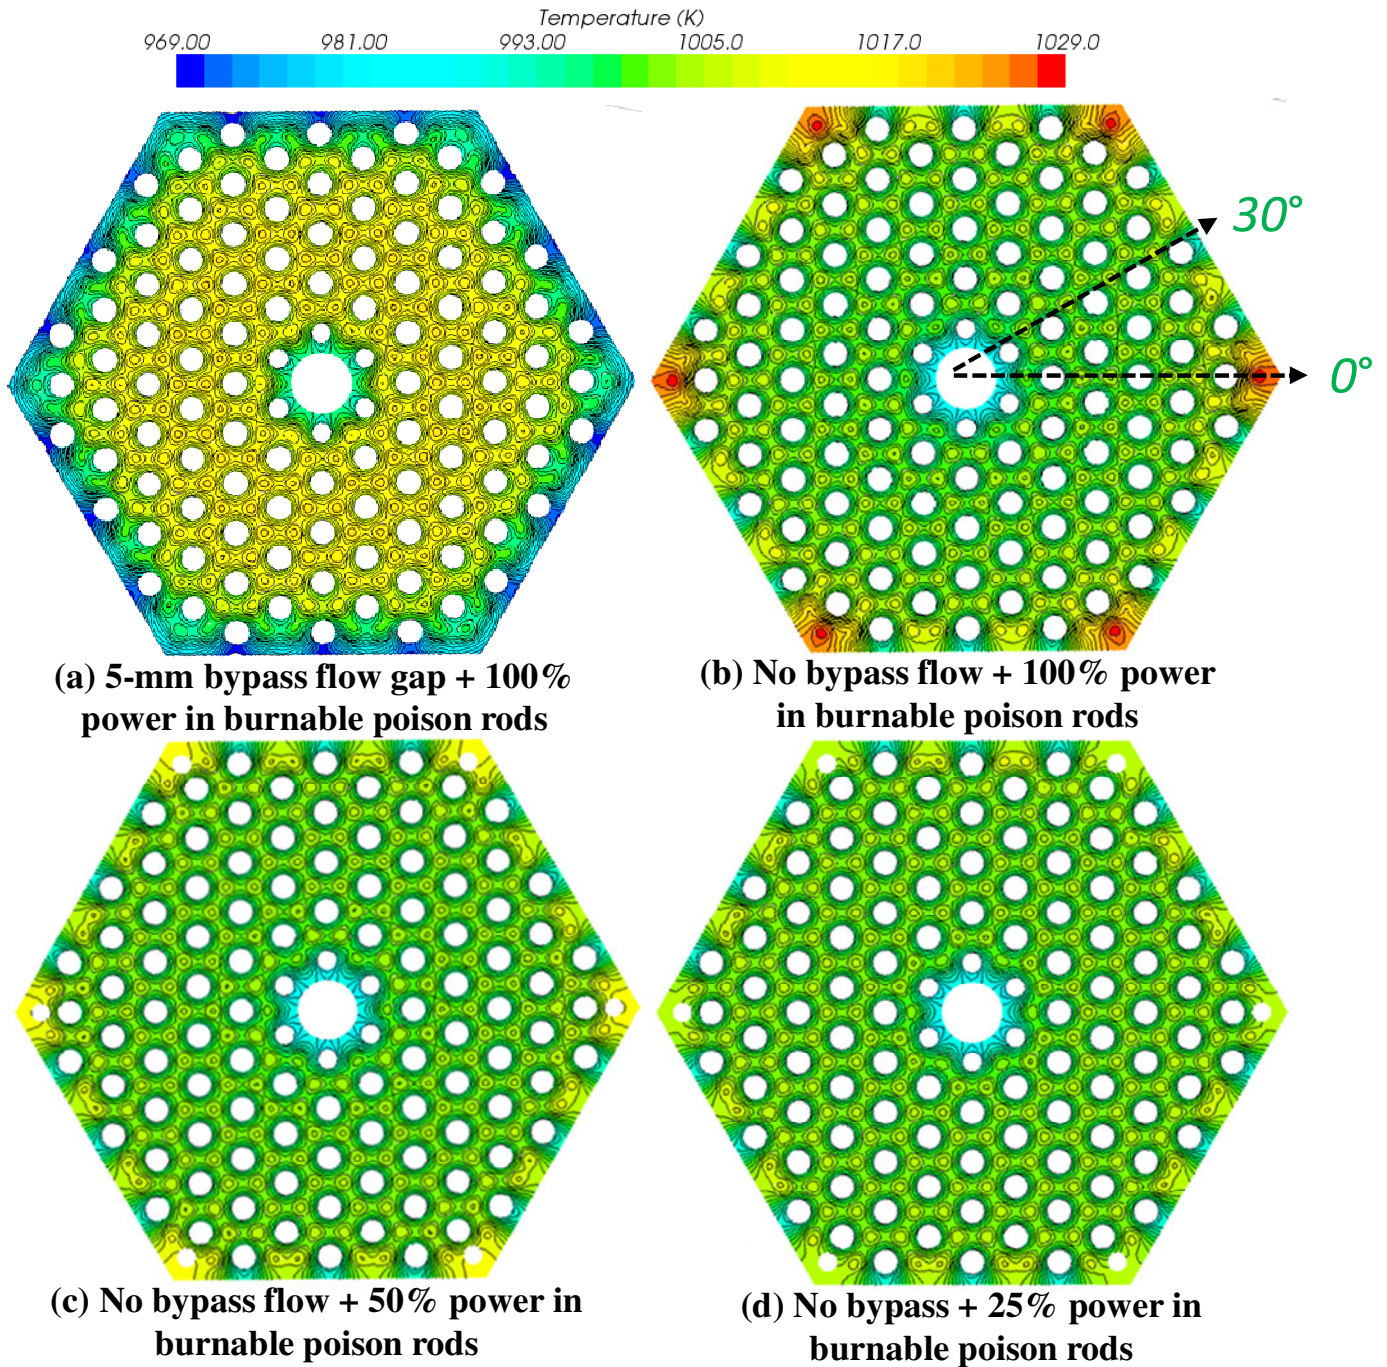 Temperature (K)
969.00 981.00 993.00 1005.0 1017.0 1029.0
30°
0°
(a) 5-mm bypass flow gap + 100%
power in burnable poison rods
(b) No bypass flow + 100% power
in burnable poison rods
(c) No bypass flow + 50% power in
burnable poison rods
(d) No bypass + 25% power in
burnable poison rods